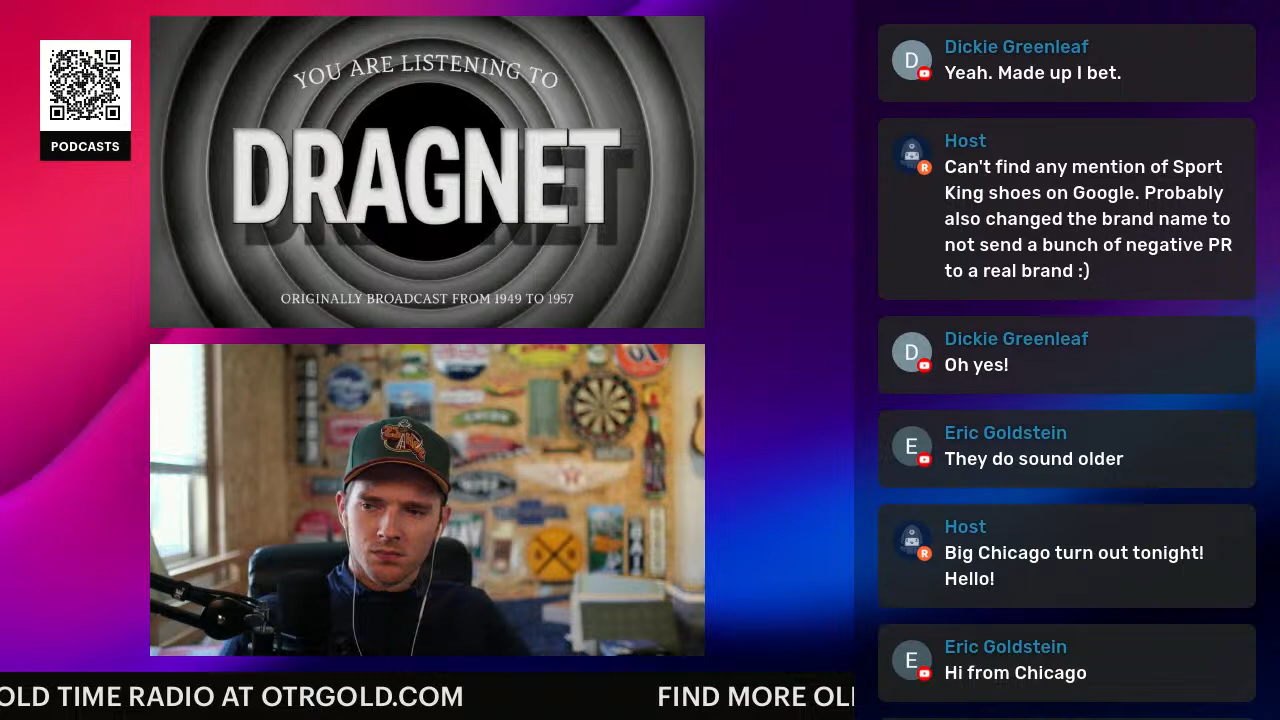 PODCASTS
YOU ARE LISTENING TO
DRAGNET
ORIGINALLY BROADCAST FROM 1949 TO 1957
OLD TIME RADIO AT OTRGOLD.COM
FIND MORE OL
D
Dickie Greenleaf
Yeah. Made up I bet.
Host
R
Can't find any mention of Sport
King shoes on Google. Probably
also changed the brand name to
not send a bunch of negative PR
to a real brand :)
D
Dickie Greenleaf
Oh yes!
E
Eric Goldstein
They do sound older
Host
R
Big Chicago turn out tonight!
Hello!
E
Eric Goldstein
Hi from Chicago